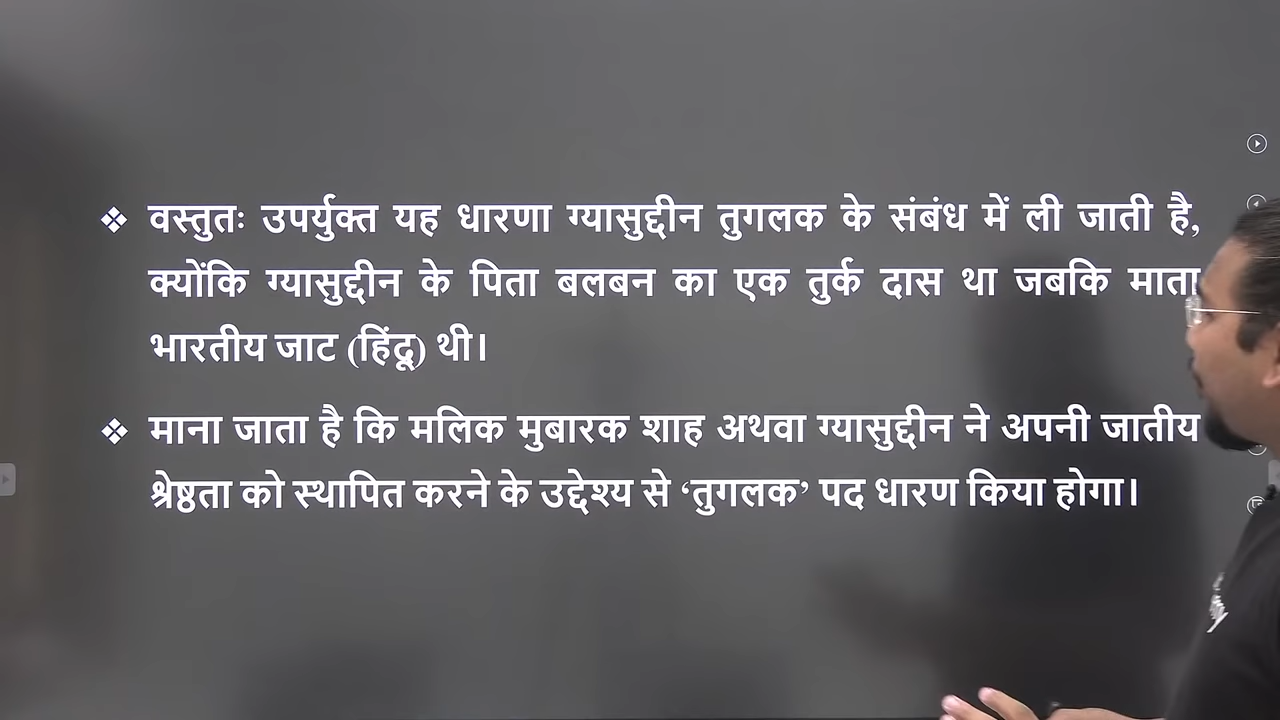 ❖ वस्तुतः उपर्युक्त यह धारणा ग्यासुद्दीन तुगलक के संबंध में ली जाती है,
क्योंकि ग्यासुद्दीन के पिता बलबन का एक तुर्क दास था जबकि माता
भारतीय जाट (हिंदू) थी।
❖ माना जाता है कि मलिक मुबारक शाह अथवा ग्यासुद्दीन ने अपनी जातीय
श्रेष्ठता को स्थापित करने के उद्देश्य से ‘तुगलक’ पद धारण किया होगा।